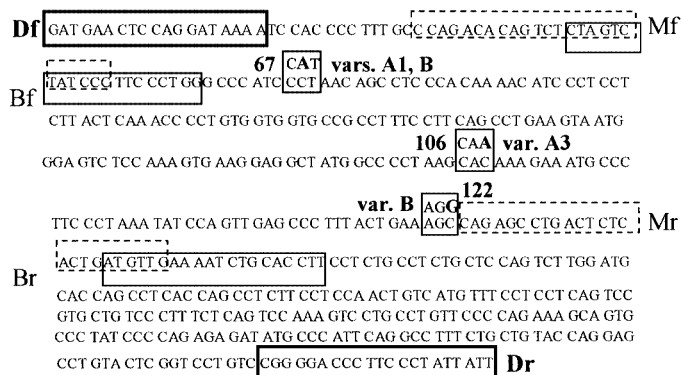 Df GAT GAA CTC CAG GAT AAA ATC CAC CCC TTT GCC CAG ACA CAG TCT CTA GTC Mf
67 CAT vars. A1, B
Bf TAT CCC TTC CCT GGG CCC ATC CCT AAC AGC CTC CCA CAA AAC ATC CCT CCT
CTT ACT CAA ACC CCT GTG GTG GTG CCG CCT TTC CTT CAG CCT GAA GTA ATG
106 CAA var. A3
GGA GTC TCC AAA GTG AAG GAG GCT ATG GCC CCT AAG CAC AAA GAA ATG CCC
var. B AGG 122
TTC CCT AAA TAT CCA GTT GAG CCC TTT ACT GAA AGC CAG AGC CTG ACT CTC Mr
Br ACTG ATGTTG AAA ATC TGC ACC TT CCT CTG CCT CTG CTC CAG TCT TGG ATG
CAC CAG CCT CAC CAG CCT CTT CCT CCA ACT GTC ATG TTT CCT CCT CAG TCC
GTG CTG TCC CTT TCT CAG TCC AAA GTC CTG CCT GTT CCC CAG AAA GCA GTG
CCC TAT CCC CAG AGA GAT ATG CCC ATT CAG GCC TTT CTG CTG TAC CAG GAG
CCT GTA CTC GGT CCT GTC CGG GGA CCC TTC CCT ATT ATT Dr